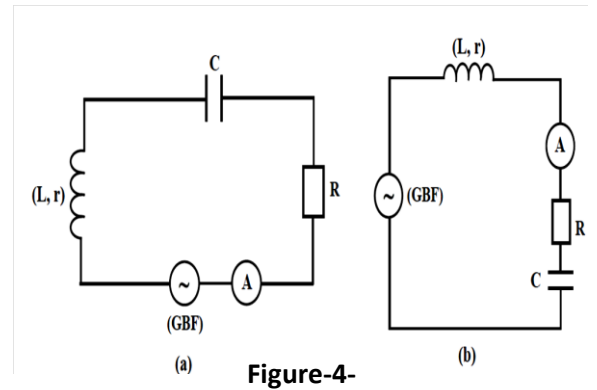 C
(L, r)
R
~
A
(GBF)
(a)
(L, r)
A
~
(GBF)
R
C
(b)
Figure-4-